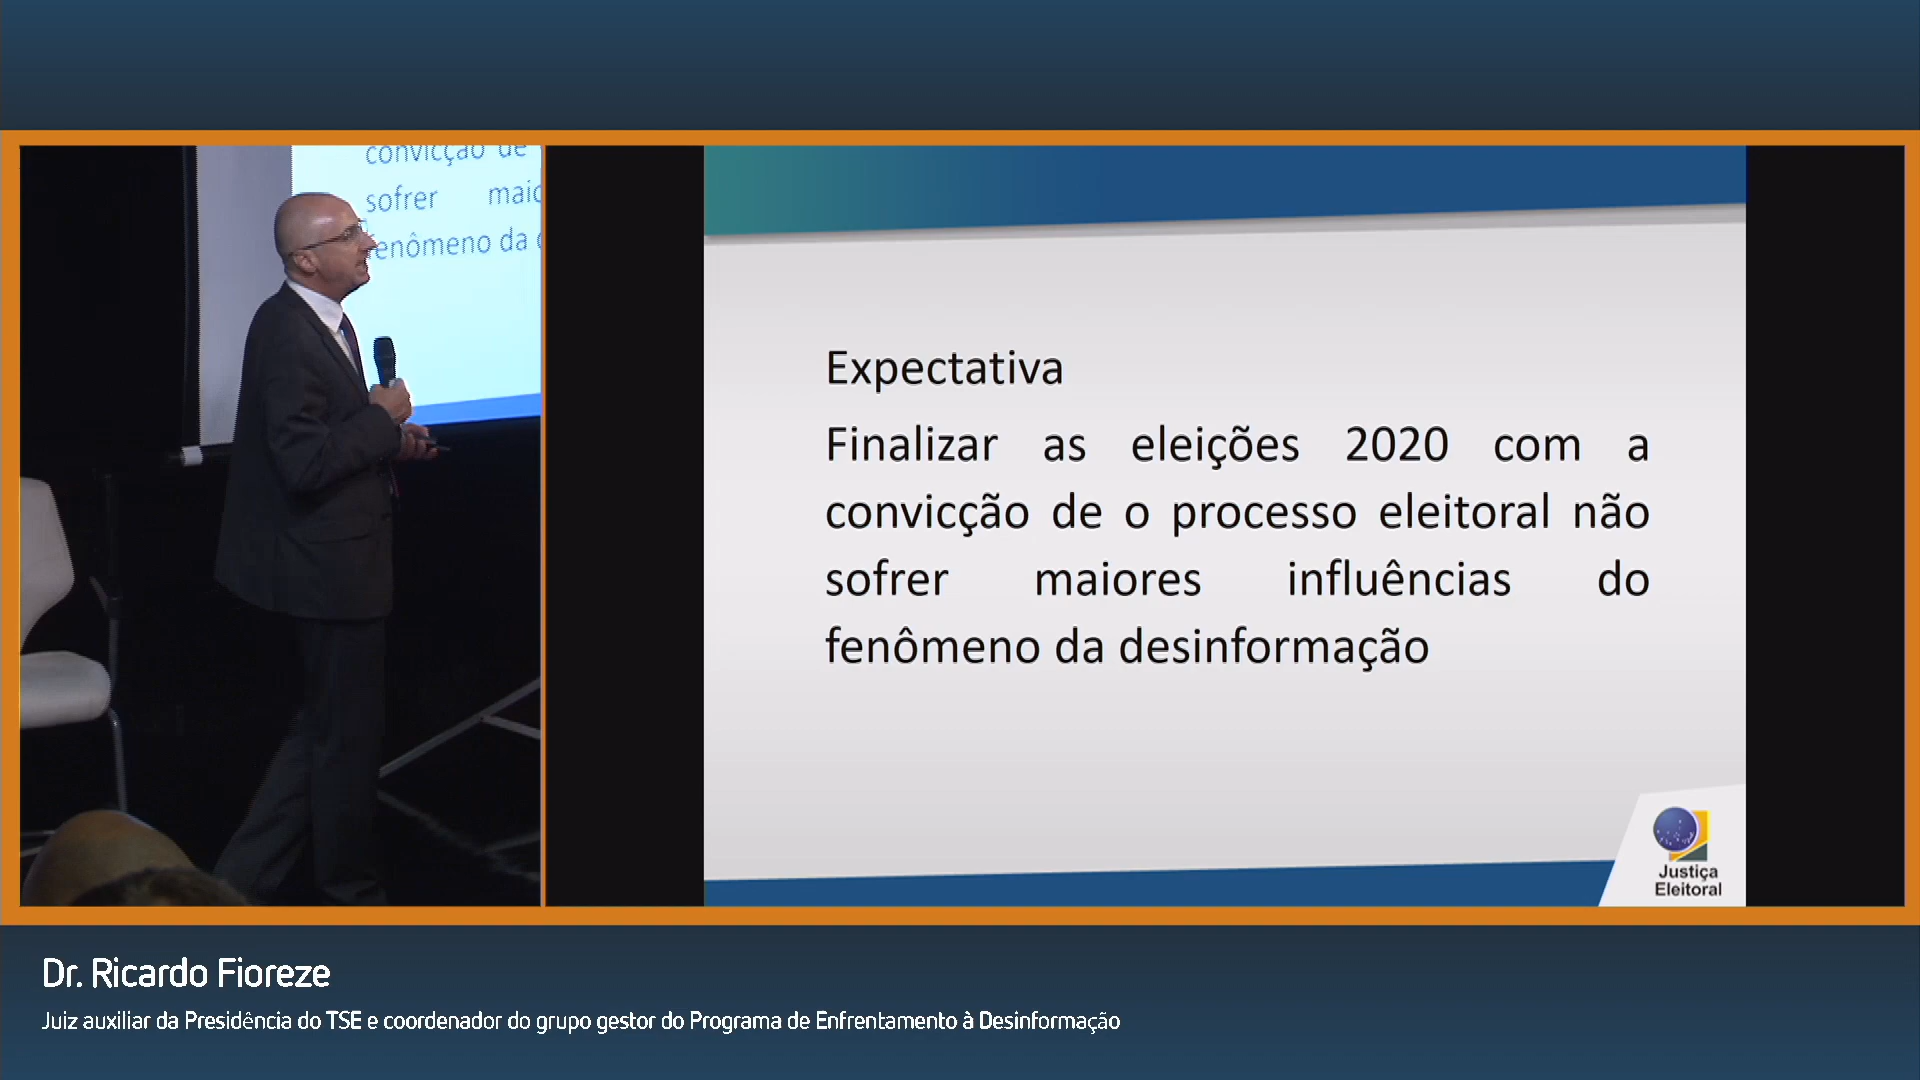 convicção de
sofrer maio
fenômeno da
Expectativa
Finalizar as eleições 2020 com a
convicção de o processo eleitoral não
sofrer maiores influências do
fenômeno da desinformação
Justiça
Eleitoral
Dr. Ricardo Fioreze
Juiz auxiliar da Presidência do TSE e coordenador do grupo gestor do Programa de Enfrentamento à Desinformação